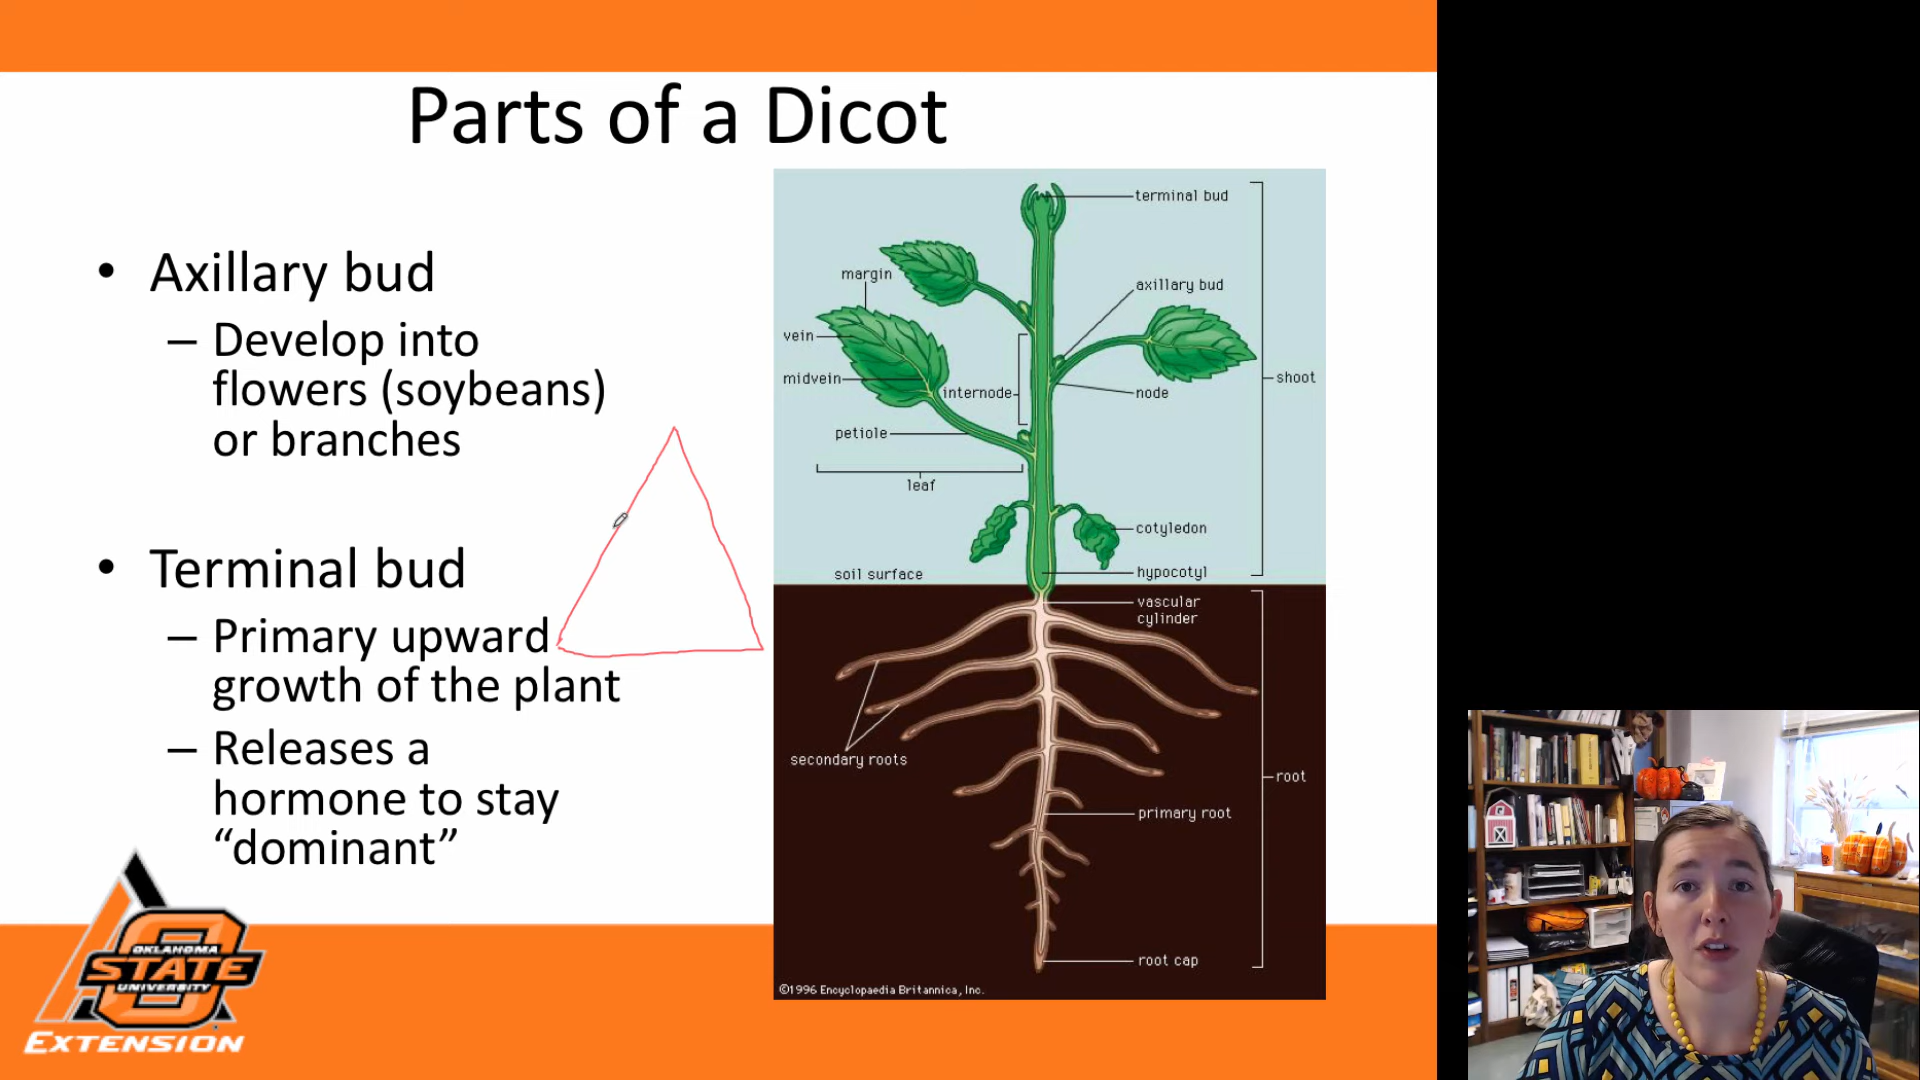 Parts of a Dicot
• Axillary bud
– Develop into
flowers (soybeans)
or branches
• Terminal bud
– Primary upward
growth of the plant
– Releases a
hormone to stay
“dominant”
terminal bud
margin
axillary bud
vein
midvein
internode
node
shoot
petiole
leaf
cotyledon
soil surface
hypocotyl
vascular
cylinder
secondary roots
root
primary root
root cap
©1996 Encyclopaedia Britannica, Inc.
OKLAHOMA
STATE
UNIVERSITY
EXTENSION